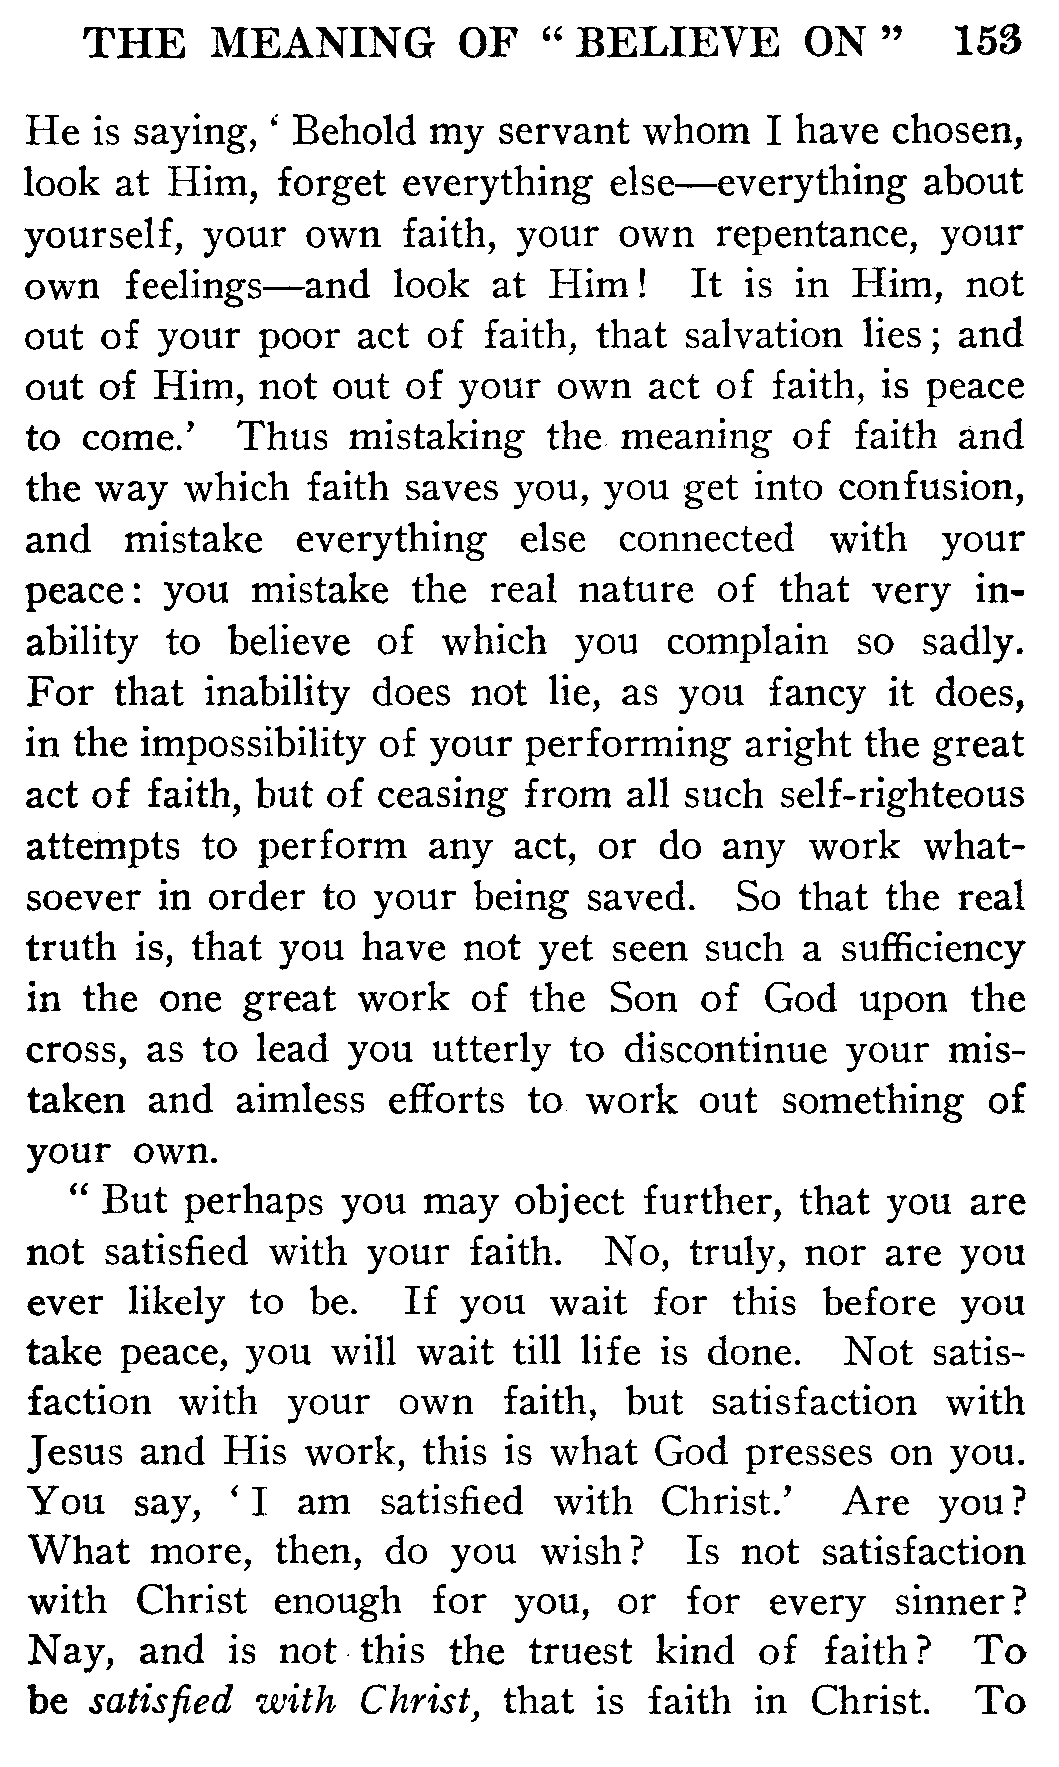 THE MEANING OF “ BELIEVE ON ” 153
He is saying, ‘ Behold my servant whom I have chosen,
look at Him, forget everything else—everything about
yourself, your own faith, your own repentance, your
own feelings—and look at Him! It is in Him, not
out of your poor act of faith, that salvation lies; and
out of Him, not out of your own act of faith, is peace
to come.’ Thus mistaking the meaning of faith and
the way which faith saves you, you get into confusion,
and mistake everything else connected with your
peace: you mistake the real nature of that very in-
ability to believe of which you complain so sadly.
For that inability does not lie, as you fancy it does,
in the impossibility of your performing aright the great
act of faith, but of ceasing from all such self-righteous
attempts to perform any act, or do any work what-
soever in order to your being saved. So that the real
truth is, that you have not yet seen such a sufficiency
in the one great work of the Son of God upon the
cross, as to lead you utterly to discontinue your mis-
taken and aimless efforts to work out something of
your own.
“ But perhaps you may object further, that you are
not satisfied with your faith. No, truly, nor are you
ever likely to be. If you wait for this before you
take peace, you will wait till life is done. Not satis-
faction with your own faith, but satisfaction with
Jesus and His work, this is what God presses on you.
You say, ‘ I am satisfied with Christ.’ Are you?
What more, then, do you wish? Is not satisfaction
with Christ enough for you, or for every sinner?
Nay, and is not this the truest kind of faith? To
be satisfied with Christ, that is faith in Christ. To